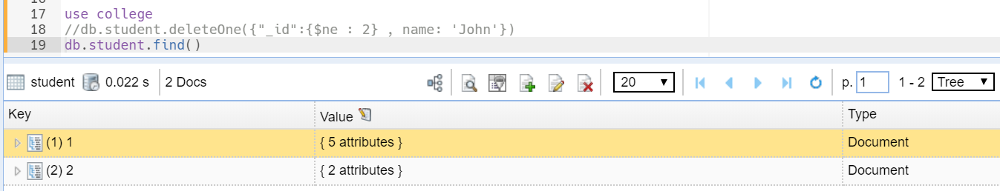 16
17 use college
18 //db.student.deleteOne({"_id":{$ne : 2} , name: 'John'})
19 db.student.find()
student 0.022 s 2 Docs 20 p. 1 1 - 2 Tree
Key Value Type
(1) 1 { 5 attributes } Document
(2) 2 { 2 attributes } Document